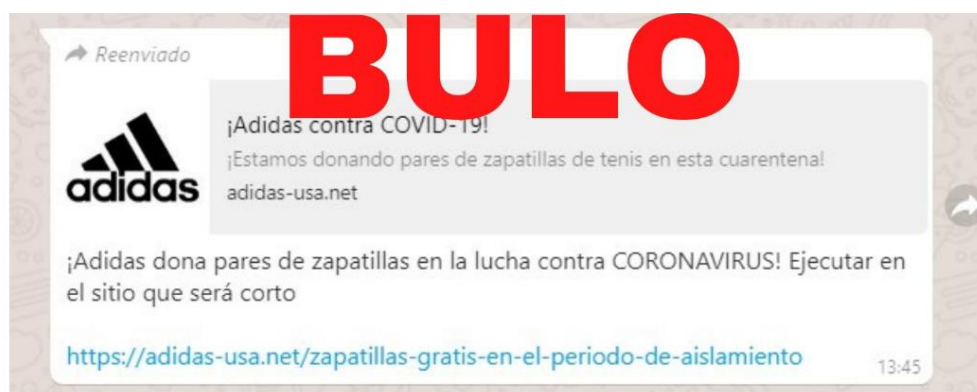 BULO
Reenviado
¡Adidas contra COVID-19!
¡Estamos donando pares de zapatillas de tenis en esta cuarentena!
adidas
adidas-usa.net
¡Adidas dona pares de zapatillas en la lucha contra CORONAVIRUS! Ejecutar en
el sitio que será corto
https://adidas-usa.net/zapatillas-gratis-en-el-periodo-de-aislamiento
13:45